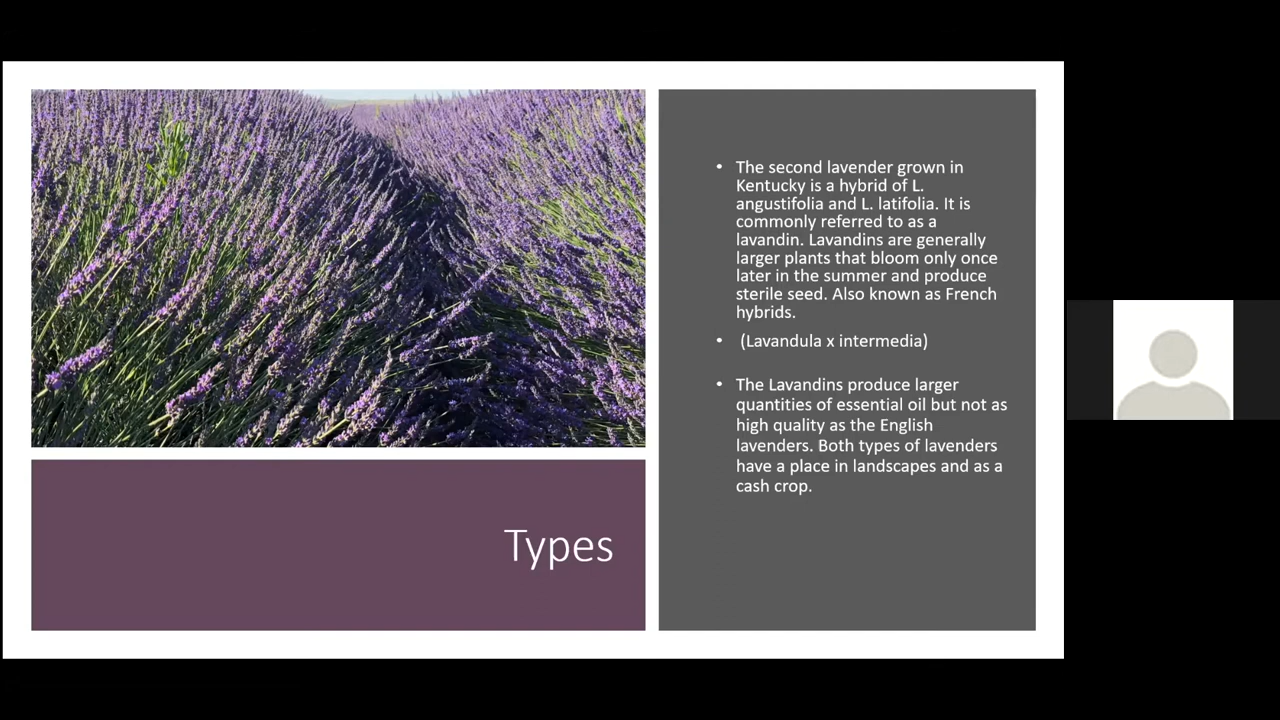 • The second lavender grown in
Kentucky is a hybrid of L.
angustifolia and L. latifolia. It is
commonly referred to as a
lavandin. Lavandins are generally
larger plants that bloom only once
later in the summer and produce
sterile seed. Also known as French
hybrids.
• (Lavandula x intermedia)
• The Lavandins produce larger
quantities of essential oil but not as
high quality as the English
lavenders. Both types of lavenders
have a place in landscapes and as a
cash crop.
Types